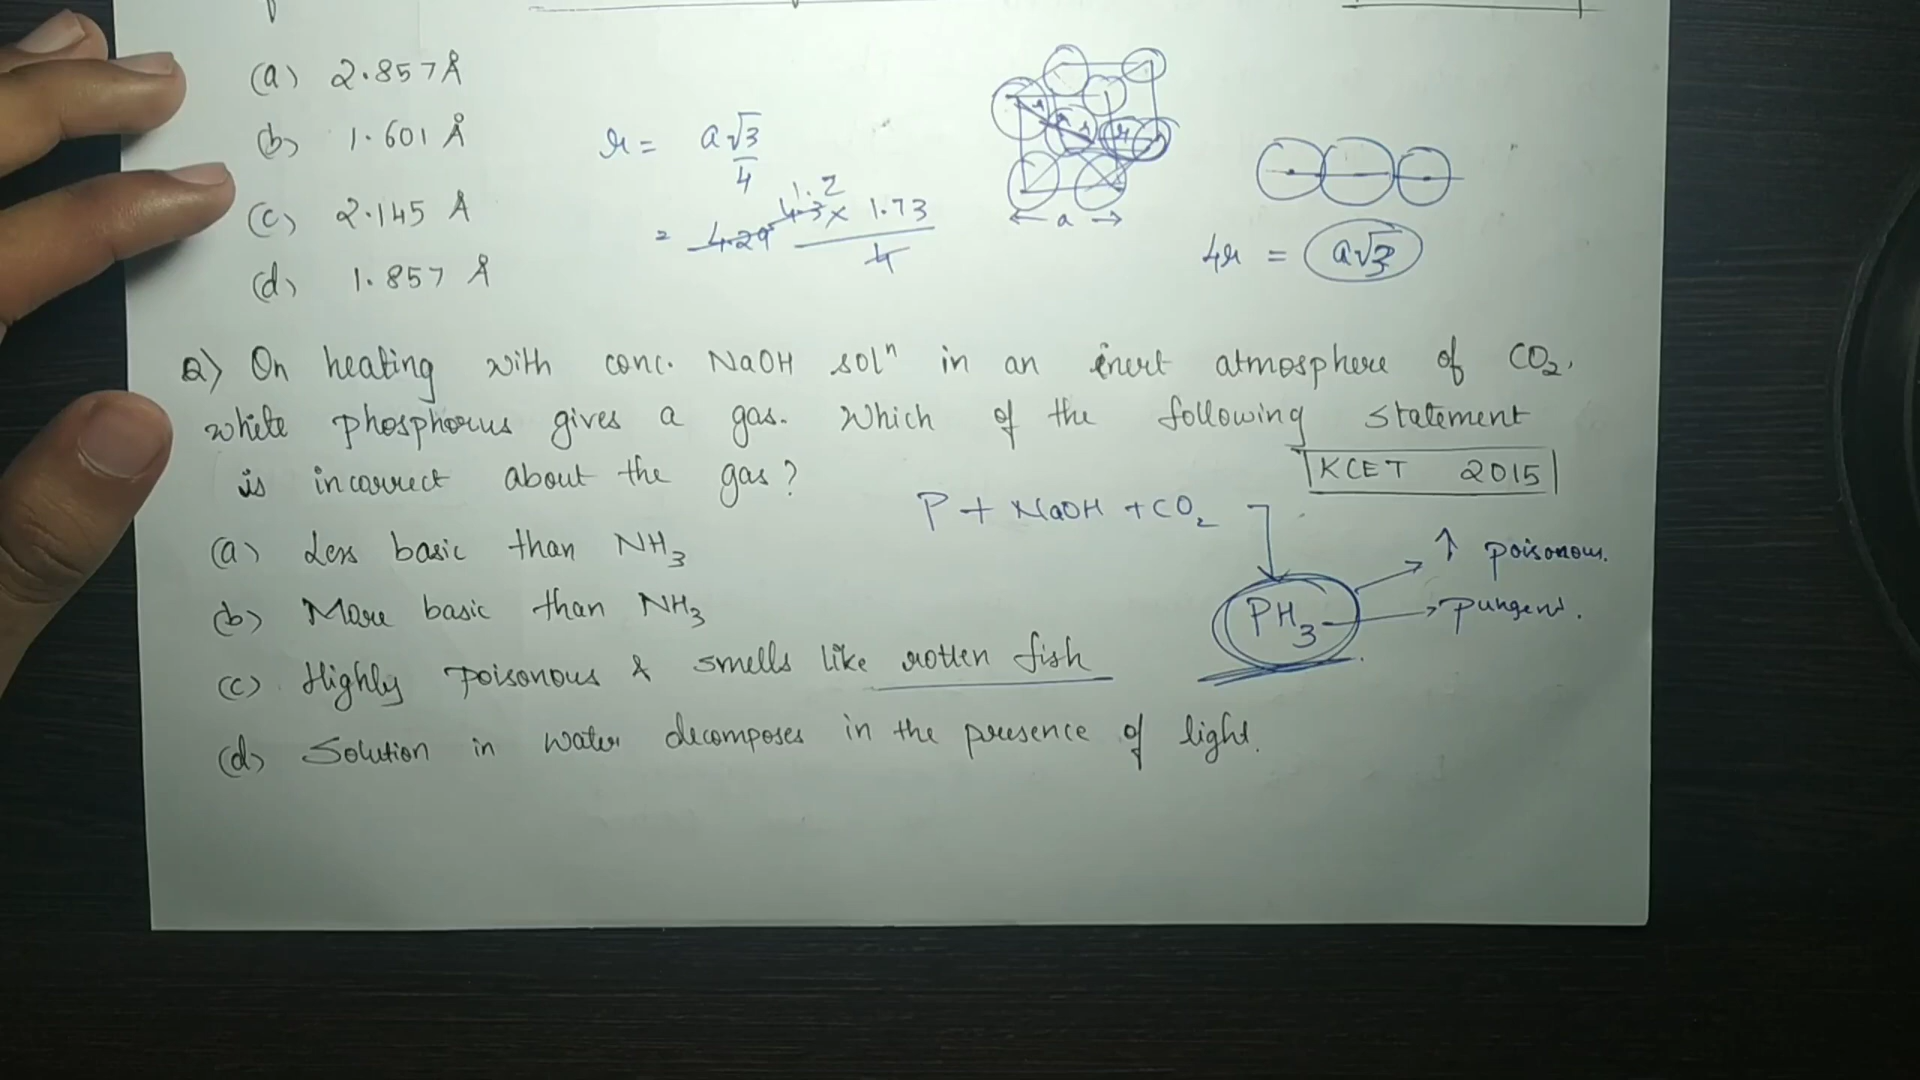 (a) 2.857 Å
(b) 1.601 Å
(c) 2.145 Å
(d) 1.857 Å
r = a√3 / 4
= 4.29 4.3 x 1.73 / 4
1.2
a
4r = a√3
Q) On heating with conc. NaOH solⁿ in an inert atmosphere of CO₂,
white phosphorus gives a gas. Which of the following statement
is incorrect about the gas?
KCET 2015
P + NaOH + CO₂
PH₃
↑ poisonous.
pungent.
(a) Less basic than NH₃
(b) More basic than NH₃
(c) Highly poisonous & smells like rotten fish
(d) Solution in water decomposes in the presence of light.